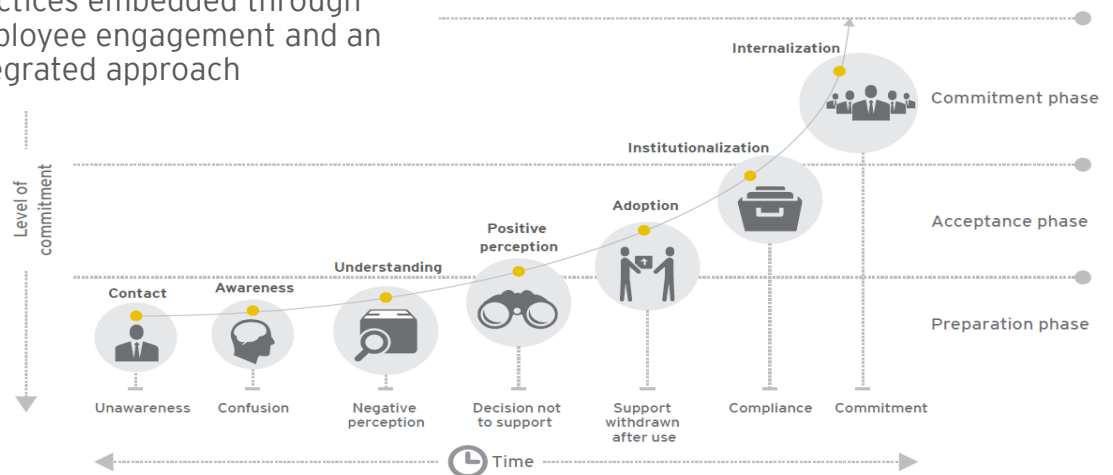 ctices embedded through
ployee engagement and an
egrated approach
Internalization
Commitment phase
Institutionalization
Level of
commitment
Adoption
Acceptance phase
Positive
perception
Understanding
Contact
Awareness
Preparation phase
Unawareness
Confusion
Negative
perception
Decision not
to support
Support
withdrawn
after use
Compliance
Commitment
Time